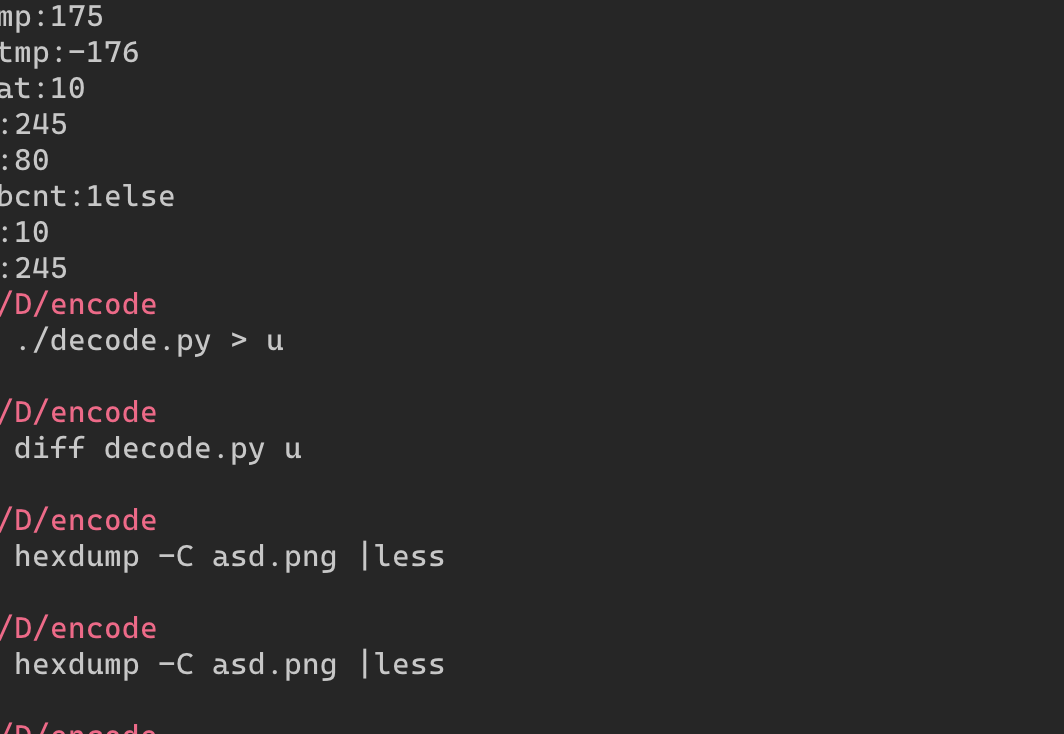 mp:175
tmp:-176
at:10
:245
:80
bcnt:1else
:10
:245
/D/encode
./decode.py > u
/D/encode
diff decode.py u
/D/encode
hexdump -C asd.png |less
/D/encode
hexdump -C asd.png |less
/D/encode